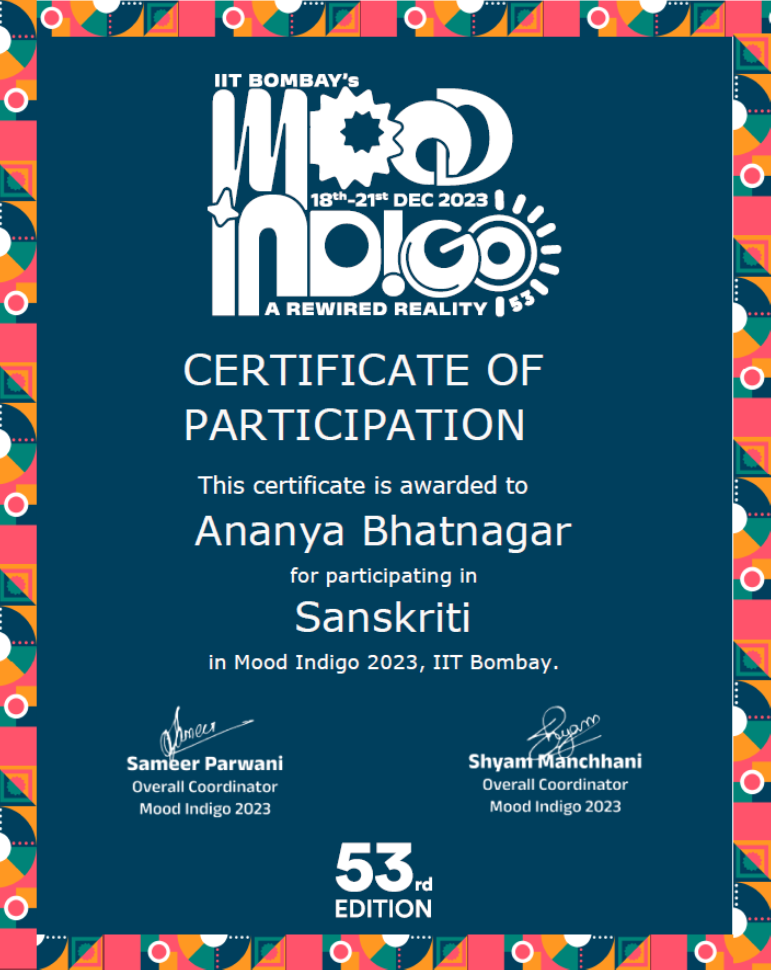 IIT BOMBAY's
MOOD
18th-21st DEC 2023
INDIGO
A REWIRED REALITY
53
CERTIFICATE OF
PARTICIPATION
This certificate is awarded to
Ananya Bhatnagar
for participating in
Sanskriti
in Mood Indigo 2023, IIT Bombay.
Sameer
Shyam
Sameer Parwani
Shyam Manchhani
Overall Coordinator
Overall Coordinator
Mood Indigo 2023
Mood Indigo 2023
53rd
EDITION